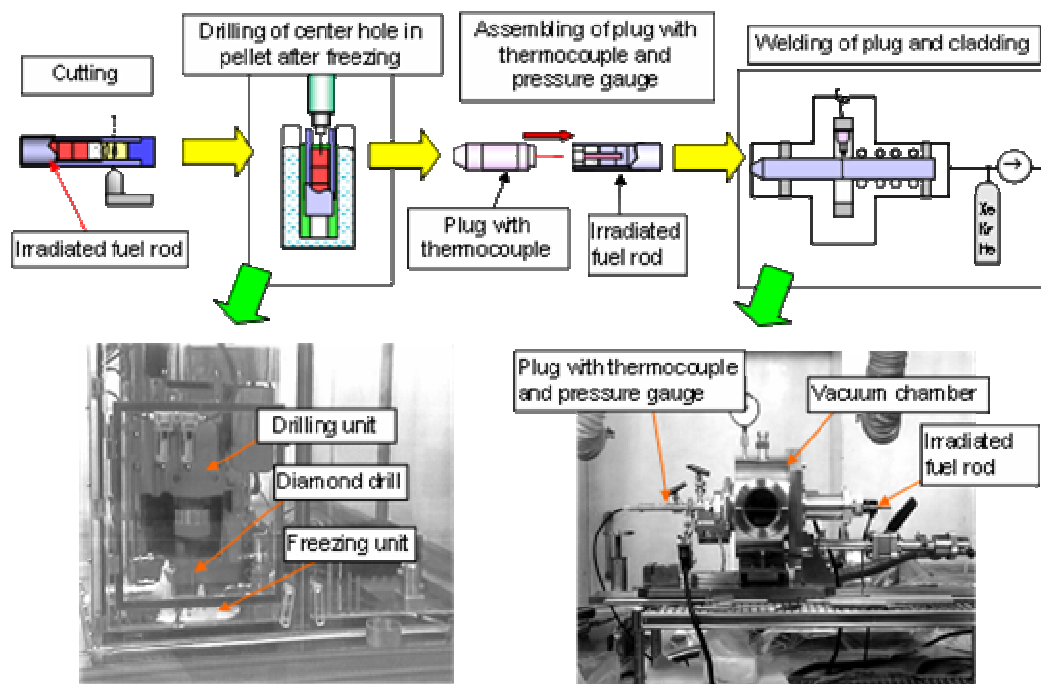 Cutting
Drilling of center hole in
pellet after freezing
Assembling of plug with
thermocouple and
pressure gauge
Welding of plug and cladding
Irradiated fuel rod
Plug with
thermocouple
Irradiated
fuel rod
Xe
Kr
He
Drilling unit
Diamond drill
Freezing unit
Plug with thermocouple
and pressure gauge
Vacuum chamber
Irradiated
fuel rod